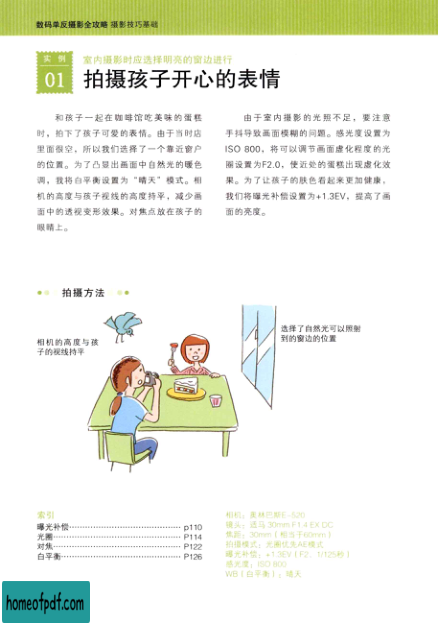 数码单反摄影全攻略 摄影技巧基础
实 例
01
室内摄影时应选择明亮的窗边进行
拍摄孩子开心的表情
和孩子一起在咖啡馆吃美味的蛋糕
时，拍下了孩子可爱的表情。由于当时店
里面很空，所以我们选择了一个靠近窗户
的位置。为了凸显出画面中自然光的暖色
调，我将白平衡设置为“晴天”模式。相
机的高度与孩子视线的高度持平，减少画
面中的透视变形效果。对焦点放在孩子的
眼睛上。
由于室内摄影的光照不足，要注意
手抖导致画面模糊的问题。感光度设置为
ISO 800，将可以调节画面虚化程度的光
圈设置为F2.0，使近处的蛋糕出现虚化效
果。为了让孩子的肤色看起来更加健康，
我们将曝光补偿设置为+1.3EV，提高了画
面的亮度。
拍摄方法
相机的高度与孩
子的视线持平
选择了自然光可以照射
到的窗边的位置
索引
曝光补偿 p110
光圈 P114
对焦 P122
白平衡 P126
相机：奥林巴斯E-520
镜头：适马 30mm F1.4 EX DC
焦距：30mm（相当于60mm）
拍摄模式：光圈优先AE模式
曝光补偿：+1.3EV（F2、1/125秒）
感光度：ISO 800
WB（白平衡）：晴天
homeofpdf.com